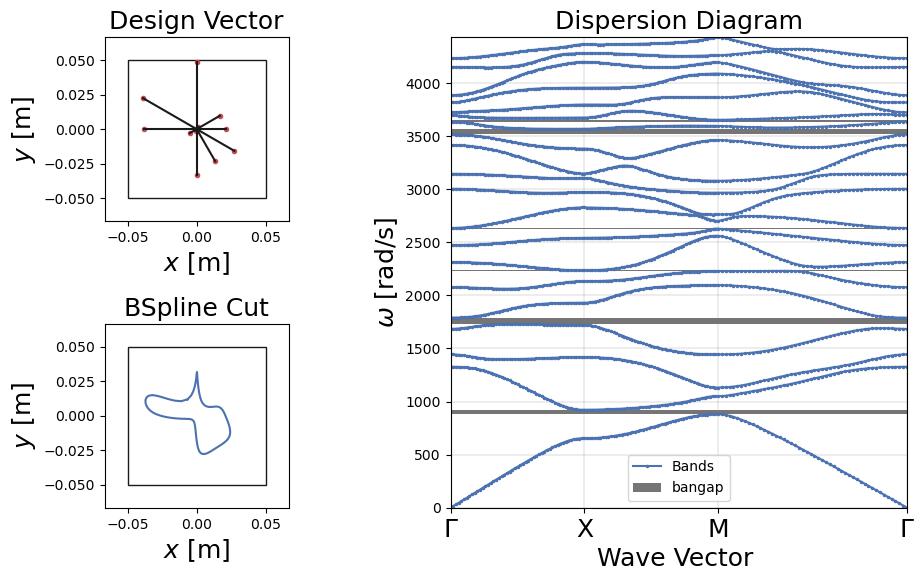 Design Vector
0.050
0.025
0.000
−0.025
−0.050
y [m]
−0.05 0.00 0.05
x [m]
BSpline Cut
0.050
0.025
0.000
−0.025
−0.050
y [m]
−0.05 0.00 0.05
x [m]
Dispersion Diagram
4000
3500
3000
2500
2000
1500
1000
500
0
ω [rad/s]
Bands
bangap
Γ X M Γ
Wave Vector